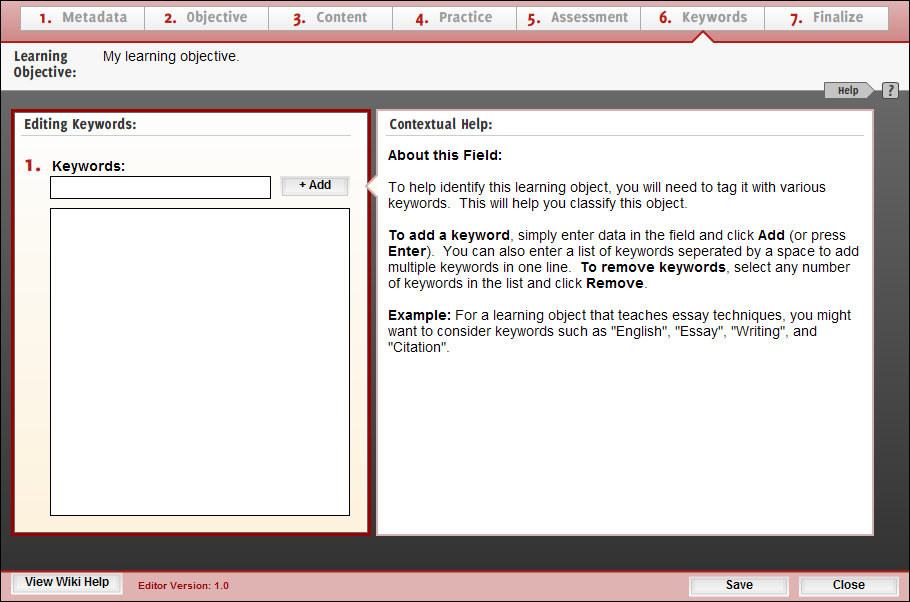 1. Metadata 2. Objective 3. Content 4. Practice 5. Assessment 6. Keywords 7. Finalize
Learning Objective: My learning objective.
Help ?
Editing Keywords:
1. Keywords:
+ Add
Contextual Help:
About this Field:
To help identify this learning object, you will need to tag it with various
keywords. This will help you classify this object.
To add a keyword, simply enter data in the field and click Add (or press
Enter). You can also enter a list of keywords seperated by a space to add
multiple keywords in one line. To remove keywords, select any number
of keywords in the list and click Remove.
Example: For a learning object that teaches essay techniques, you might
want to consider keywords such as "English", "Essay", "Writing", and
"Citation".
View Wiki Help Editor Version: 1.0 Save Close